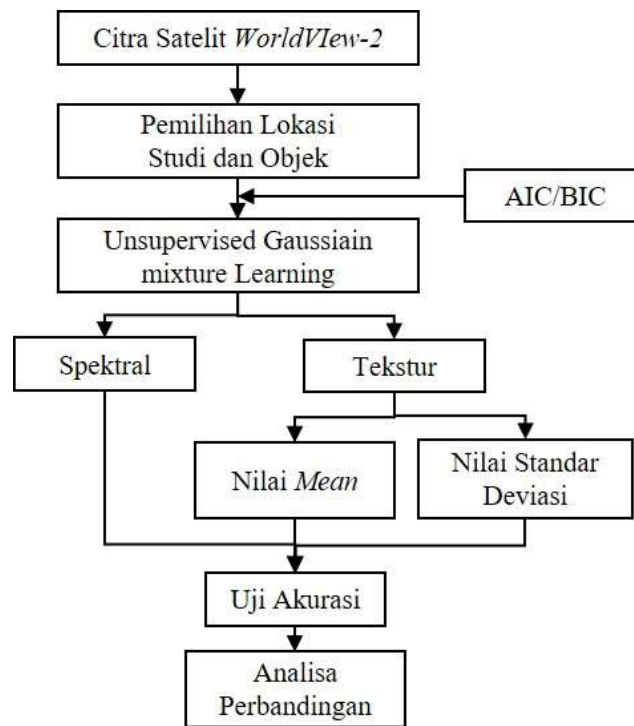 Citra Satelit WorldVIew-2
Pemilihan Lokasi
Studi dan Objek
AIC/BIC
Unsupervised Gaussiain
mixture Learning
Spektral
Tekstur
Nilai Mean
Nilai Standar
Deviasi
Uji Akurasi
Analisa
Perbandingan